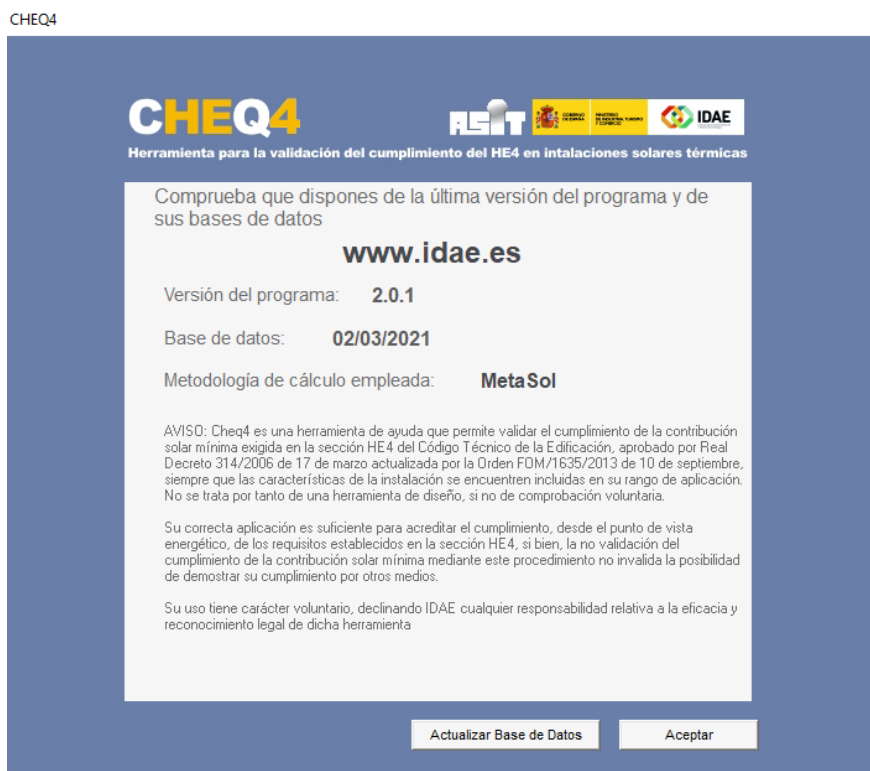 CHEQ4
CHEQ4
ASIT
GOBIERNO DE ESPAÑA
MINISTERIO DE INDUSTRIA, TURISMO Y COMERCIO
IDAE
Herramienta para la validación del cumplimiento del HE4 en intalaciones solares térmicas
Comprueba que dispones de la última versión del programa y de
sus bases de datos
www.idae.es
Versión del programa: 2.0.1
Base de datos: 02/03/2021
Metodología de cálculo empleada: MetaSol
AVISO: Cheq4 es una herramienta de ayuda que permite validar el cumplimiento de la contribución
solar mínima exigida en la sección HE4 del Código Técnico de la Edificación, aprobado por Real
Decreto 314/2006 de 17 de marzo actualizada por la Orden FOM/1635/2013 de 10 de septiembre,
siempre que las características de la instalación se encuentren incluidas en su rango de aplicación.
No se trata por tanto de una herramienta de diseño, si no de comprobación voluntaria.
Su correcta aplicación es suficiente para acreditar el cumplimiento, desde el punto de vista
energético, de los requisitos establecidos en la sección HE4, si bien, la no validación del
cumplimiento de la contribución solar mínima mediante este procedimiento no invalida la posibilidad
de demostrar su cumplimiento por otros medios.
Su uso tiene carácter voluntario, declinando IDAE cualquier responsabilidad relativa a la eficacia y
reconocimiento legal de dicha herramienta
Actualizar Base de Datos
Aceptar